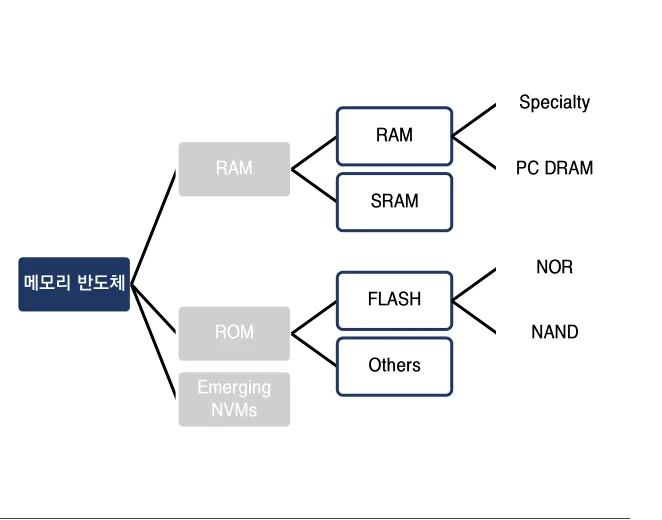 메모리 반도체
RAM
RAM
Specialty
PC DRAM
SRAM
ROM
FLASH
NOR
NAND
Others
Emerging
NVMs